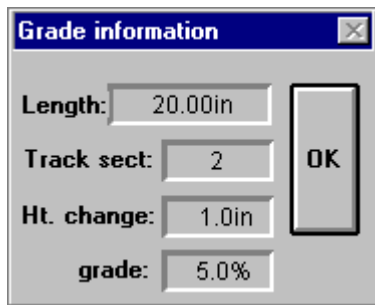 Grade information
Length: 20.00in
Track sect: 2
OK
Ht. change: 1.0in
grade: 5.0%